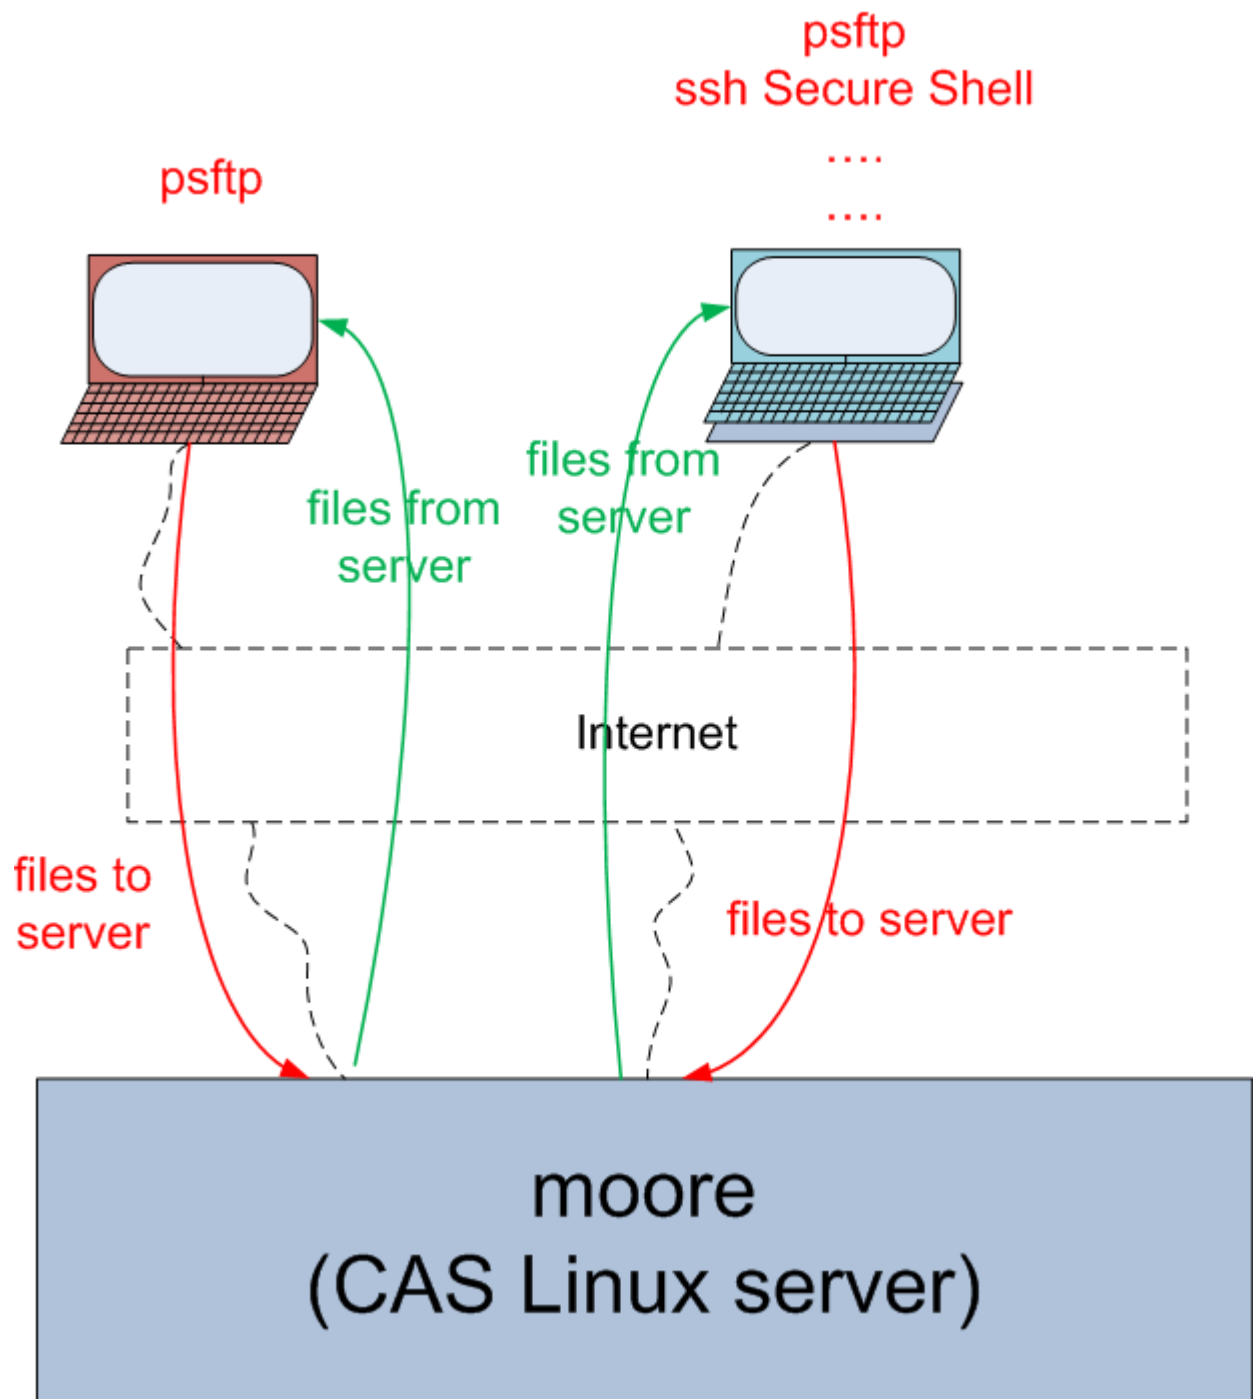 psftp
ssh Secure Shell
....
....
psftp
files from
server
files from
server
Internet
files to
server
files to server
moore
(CAS Linux server)